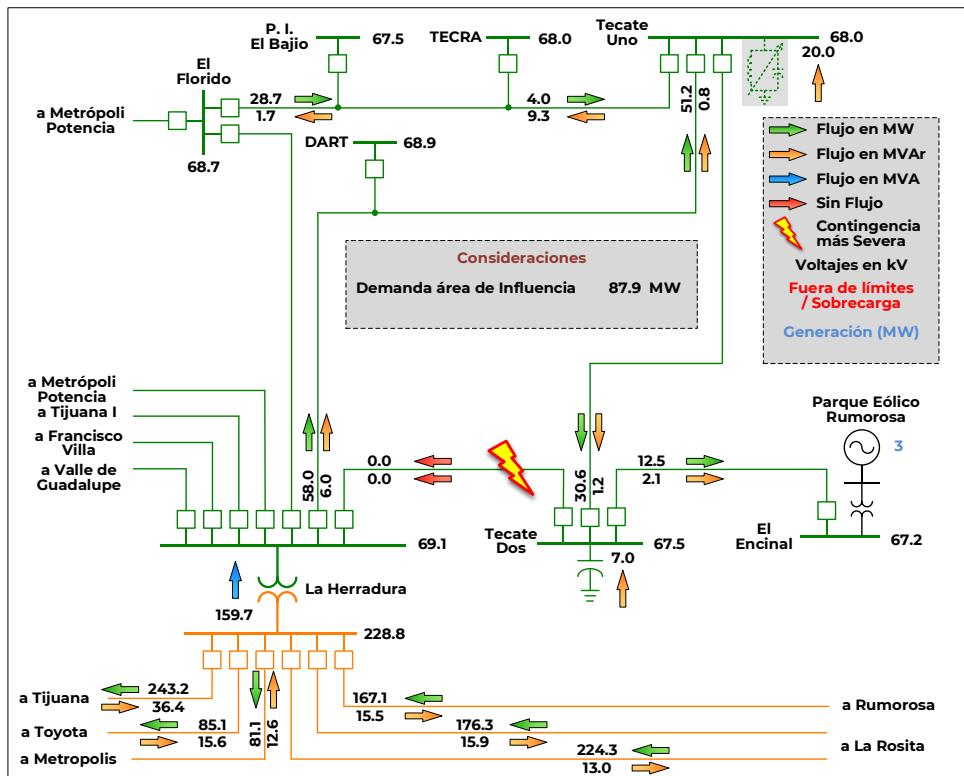 P. I.
El Bajio
67.5
TECRA
68.0
Tecate
Uno
68.0
20.0
El
Florido
28.7
1.7
4.0
9.3
51.2
0.8
a Metrópoli
Potencia
68.7
DART
68.9
Flujo en MW
Flujo en MVAr
Flujo en MVA
Sin Flujo
Contingencia
más Severa
Voltajes en kV
Fuera de límites
/ Sobrecarga
Generación (MW)
Consideraciones
Demanda área de Influencia 87.9 MW
a Metrópoli
Potencia
a Tijuana I
a Francisco
Villa
a Valle de
Guadalupe
58.0
6.0
0.0
0.0
30.6
1.2
12.5
2.1
Parque Eólico
Rumorosa
3
69.1
Tecate
Dos
67.5
7.0
El
Encinal
67.2
La Herradura
159.7
228.8
a Tijuana
243.2
36.4
81.1
12.6
167.1
15.5
a Rumorosa
a Toyota
85.1
15.6
176.3
15.9
a La Rosita
a Metropolis
224.3
13.0